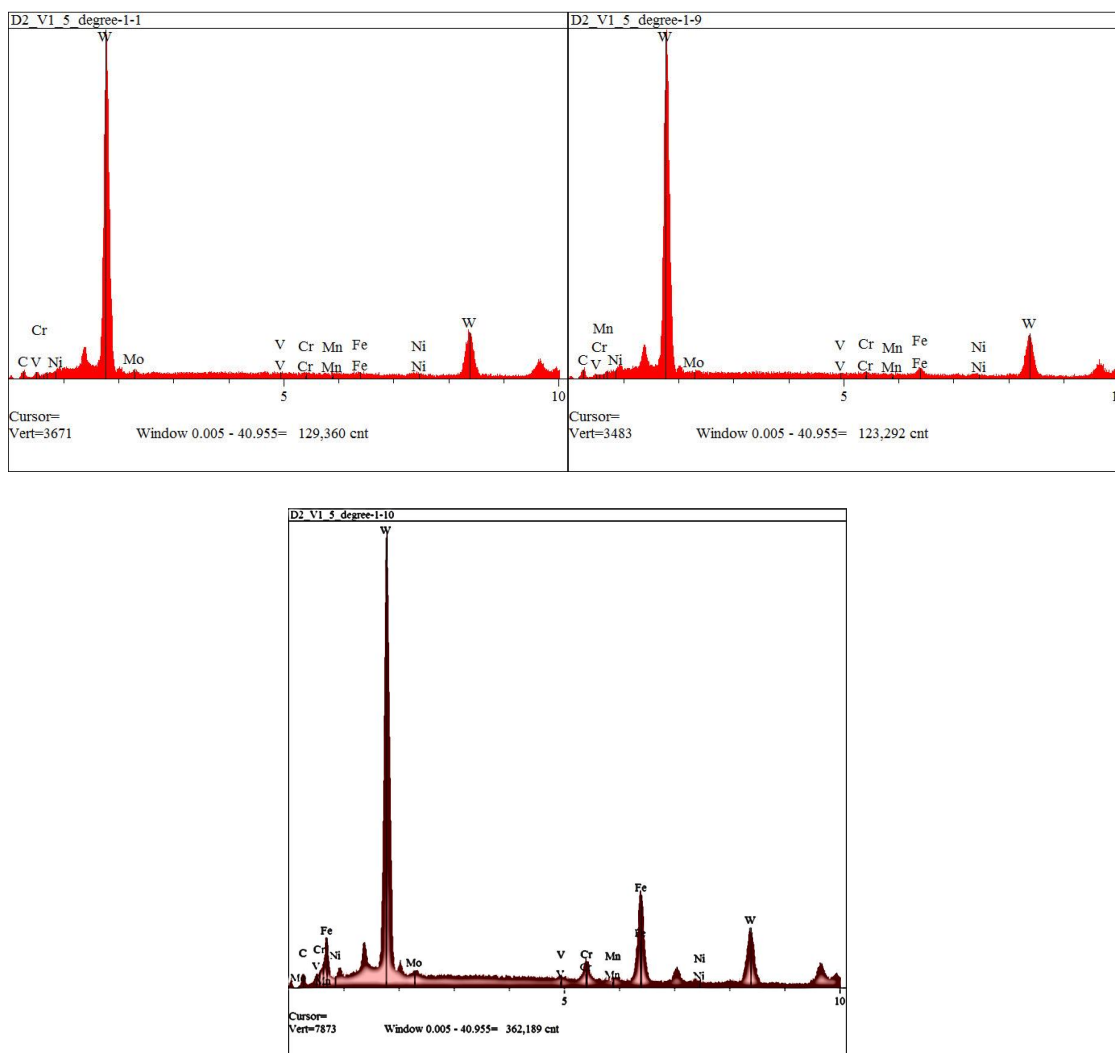 D2_V1_5_degree-1-1
W
Cr
C V Ni Mo
V Cr Mn Fe Ni
V Cr Mn Fe Ni
W
5 10
Cursor=
Vert=3671 Window 0.005 - 40.955= 129,360 cnt
D2_V1_5_degree-1-9
W
Mn
Cr
C V Ni Mo
V Cr Mn Fe Ni
V Cr Mn Fe Ni
W
5
Cursor=
Vert=3483 Window 0.005 - 40.955= 123,292 cnt
D2_V1_5_degree-1-10
W
Fe
C Cr Ni
V Mo
V Cr Mn Fe Ni
V Mn Fe Ni
W
5 10
Cursor=
Vert=7873 Window 0.005 - 40.955= 362,189 cnt